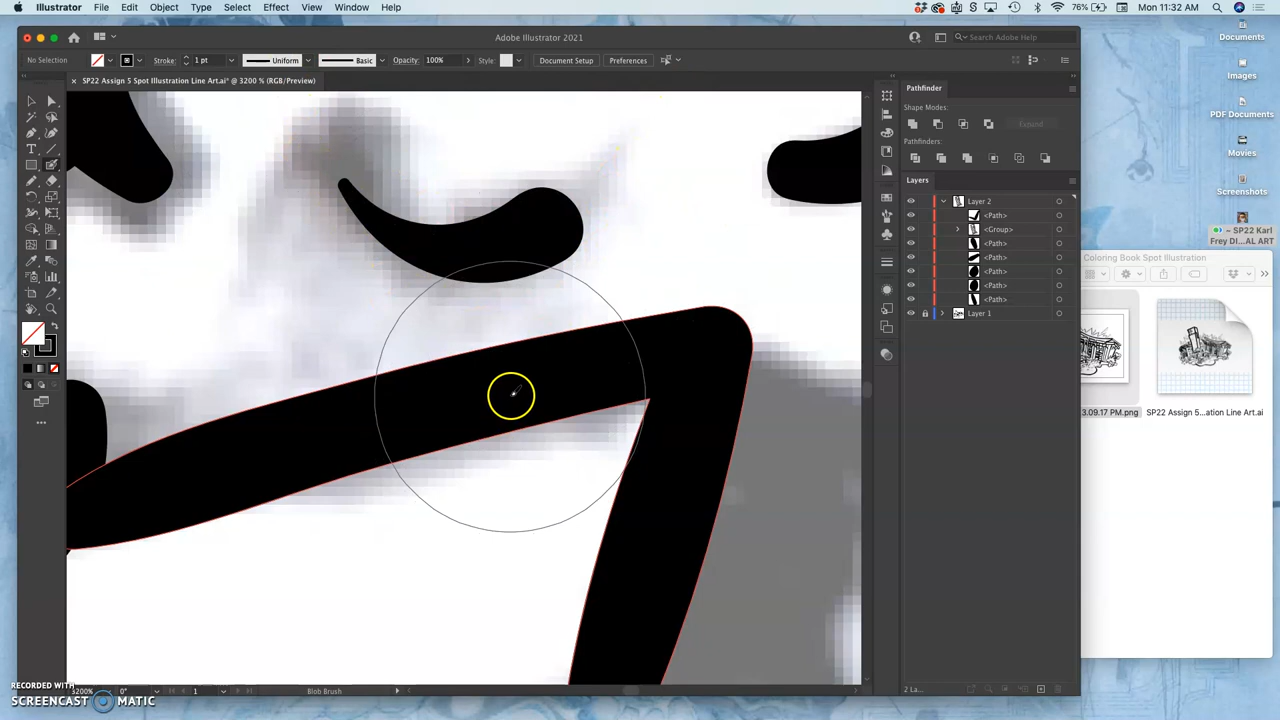 Illustrator File Edit Object Type Select Effect View Window Help 76% Mon 11:32 AM
Adobe Illustrator 2021
Search Adobe Help
No Selection Stroke: 1 pt Uniform Basic Opacity: 100% Style: Document Setup Preferences
× SP22 Assign 5 Spot Illustration Line Art.ai* @ 3200 % (RGB/Preview)
Pathfinder
Shape Modes:
Expand
Pathfinders:
Layers
Layer 2
<Path>
<Group>
<Path>
<Path>
<Path>
<Path>
<Path>
Layer 1
2 La...
3200% 0° 1 Blob Brush
Documents
Images
PDF Documents
Movies
Screenshots
~ SP22 Karl
Frey DI...AL ART
Coloring Book Spot Illustration
3.09.17 PM.png
SP22 Assign 5...ation Line Art.ai
RECORDED WITH
SCREENCAST MATIC